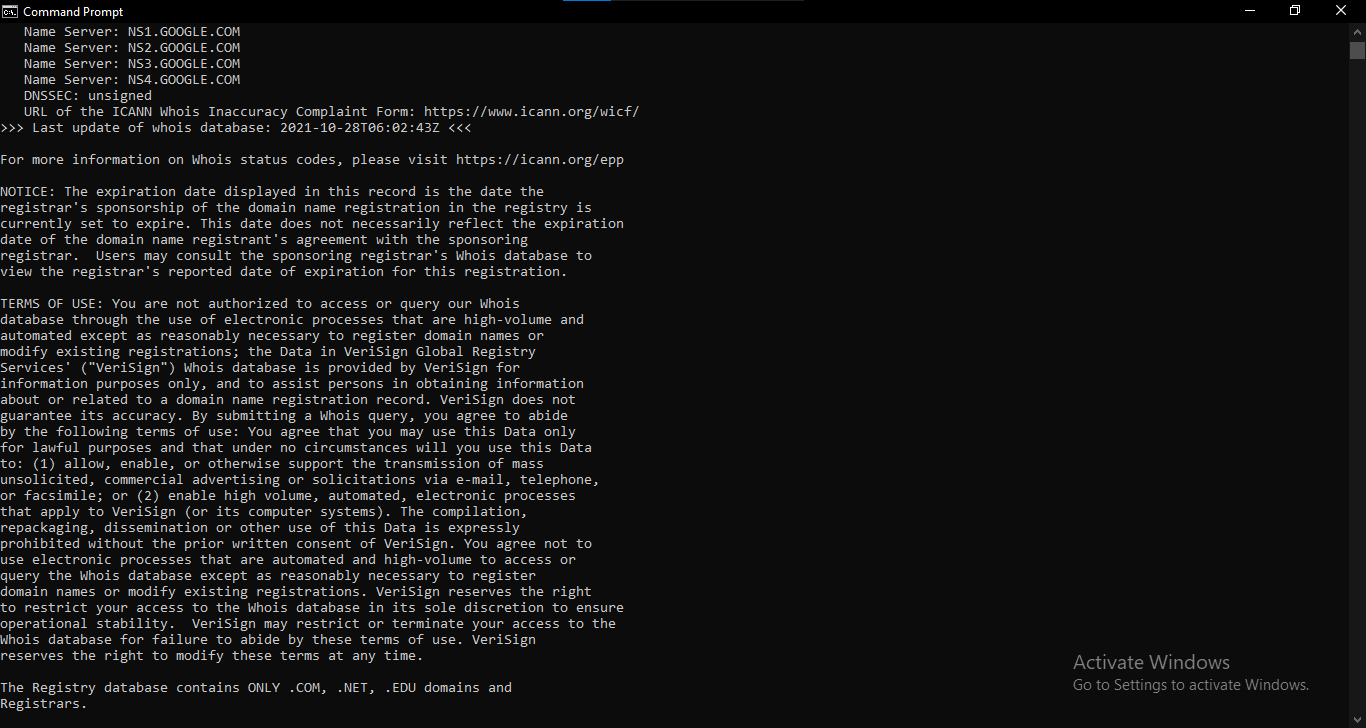 Command Prompt
Name Server: NS1.GOOGLE.COM
Name Server: NS2.GOOGLE.COM
Name Server: NS3.GOOGLE.COM
Name Server: NS4.GOOGLE.COM
DNSSEC: unsigned
URL of the ICANN Whois Inaccuracy Complaint Form: https://www.icann.org/wicf/
>>> Last update of whois database: 2021-10-28T06:02:43Z <<<
For more information on Whois status codes, please visit https://icann.org/epp
NOTICE: The expiration date displayed in this record is the date the
registrar's sponsorship of the domain name registration in the registry is
currently set to expire. This date does not necessarily reflect the expiration
date of the domain name registrant's agreement with the sponsoring
registrar.  Users may consult the sponsoring registrar's Whois database to
view the registrar's reported date of expiration for this registration.
TERMS OF USE: You are not authorized to access or query our Whois
database through the use of electronic processes that are high-volume and
automated except as reasonably necessary to register domain names or
modify existing registrations; the Data in VeriSign Global Registry
Services' ("VeriSign") Whois database is provided by VeriSign for
information purposes only, and to assist persons in obtaining information
about or related to a domain name registration record. VeriSign does not
guarantee its accuracy. By submitting a Whois query, you agree to abide
by the following terms of use: You agree that you may use this Data only
for lawful purposes and that under no circumstances will you use this Data
to: (1) allow, enable, or otherwise support the transmission of mass
unsolicited, commercial advertising or solicitations via e-mail, telephone,
or facsimile; or (2) enable high volume, automated, electronic processes
that apply to VeriSign (or its computer systems). The compilation,
repackaging, dissemination or other use of this Data is expressly
prohibited without the prior written consent of VeriSign. You agree not to
use electronic processes that are automated and high-volume to access or
query the Whois database except as reasonably necessary to register
domain names or modify existing registrations. VeriSign reserves the right
to restrict your access to the Whois database in its sole discretion to ensure
operational stability.  VeriSign may restrict or terminate your access to the
Whois database for failure to abide by these terms of use. VeriSign
reserves the right to modify these terms at any time.
The Registry database contains ONLY .COM, .NET, .EDU domains and
Registrars.
Activate Windows
Go to Settings to activate Windows.